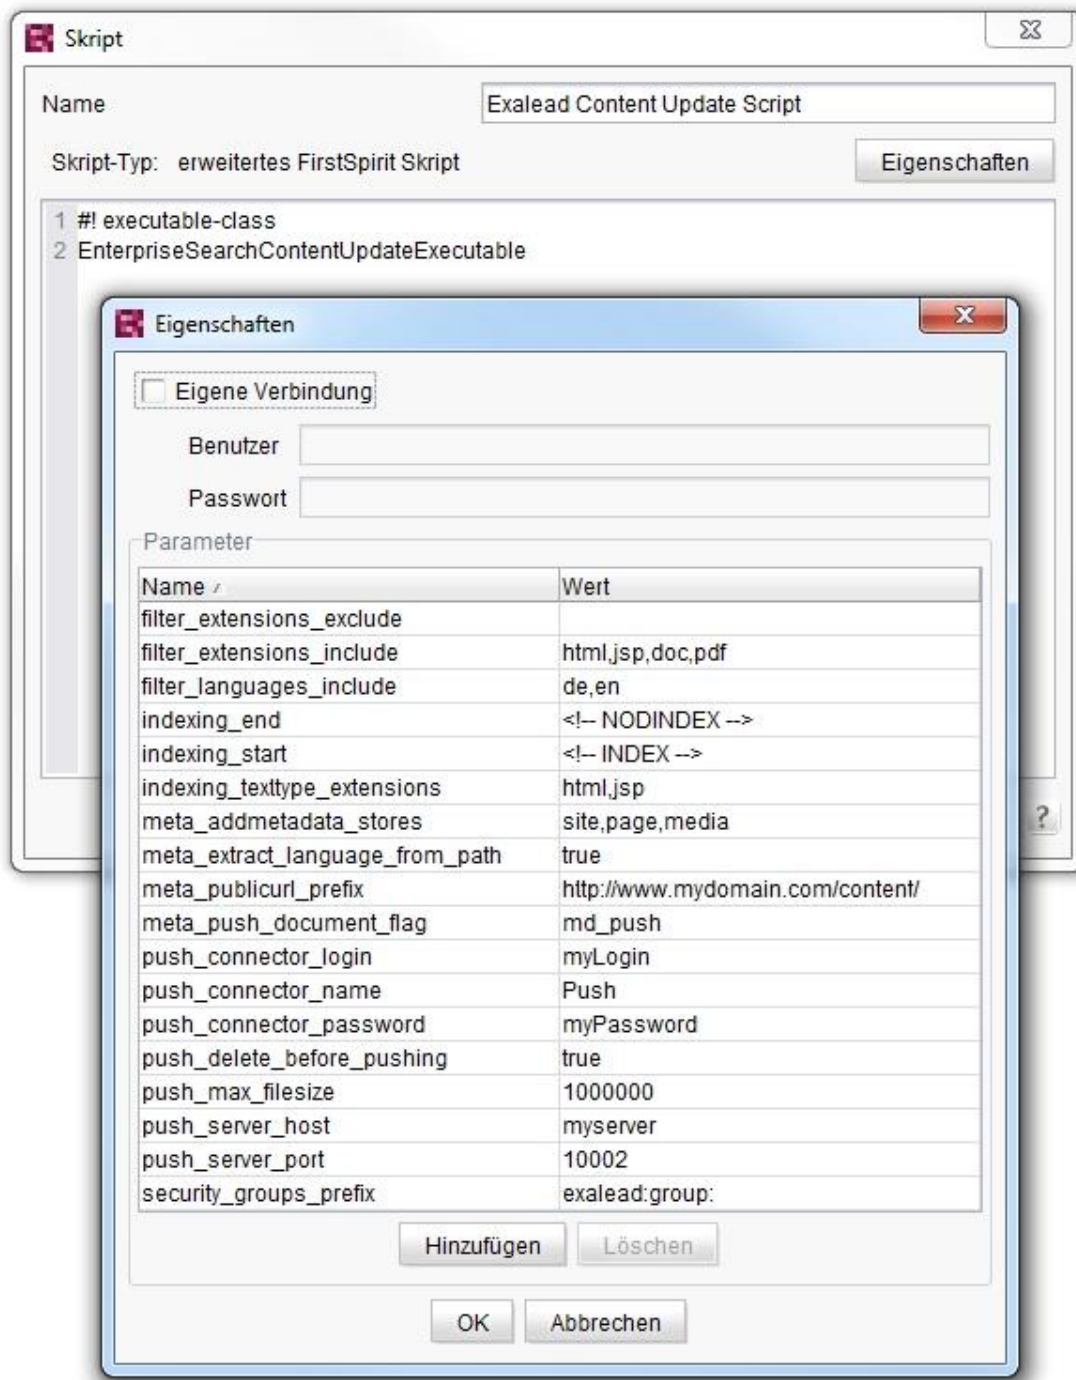 Skript
Name Exalead Content Update Script
Skript-Typ: erweitertes FirstSpirit Skript Eigenschaften
1 #! executable-class
2 EnterpriseSearchContentUpdateExecutable
Eigenschaften
Eigene Verbindung
Benutzer
Passwort
Parameter
Name Wert
filter_extensions_exclude
filter_extensions_include html,jsp,doc,pdf
filter_languages_include de,en
indexing_end <!-- NODINDEX -->
indexing_start <!-- INDEX -->
indexing_texttype_extensions html,jsp
meta_addmetadata_stores site,page,media
meta_extract_language_from_path true
meta_publicurl_prefix http://www.mydomain.com/content/
meta_push_document_flag md_push
push_connector_login myLogin
push_connector_name Push
push_connector_password myPassword
push_delete_before_pushing true
push_max_filesize 1000000
push_server_host myserver
push_server_port 10002
security_groups_prefix exalead:group:
Hinzufügen Löschen
OK Abbrechen
?